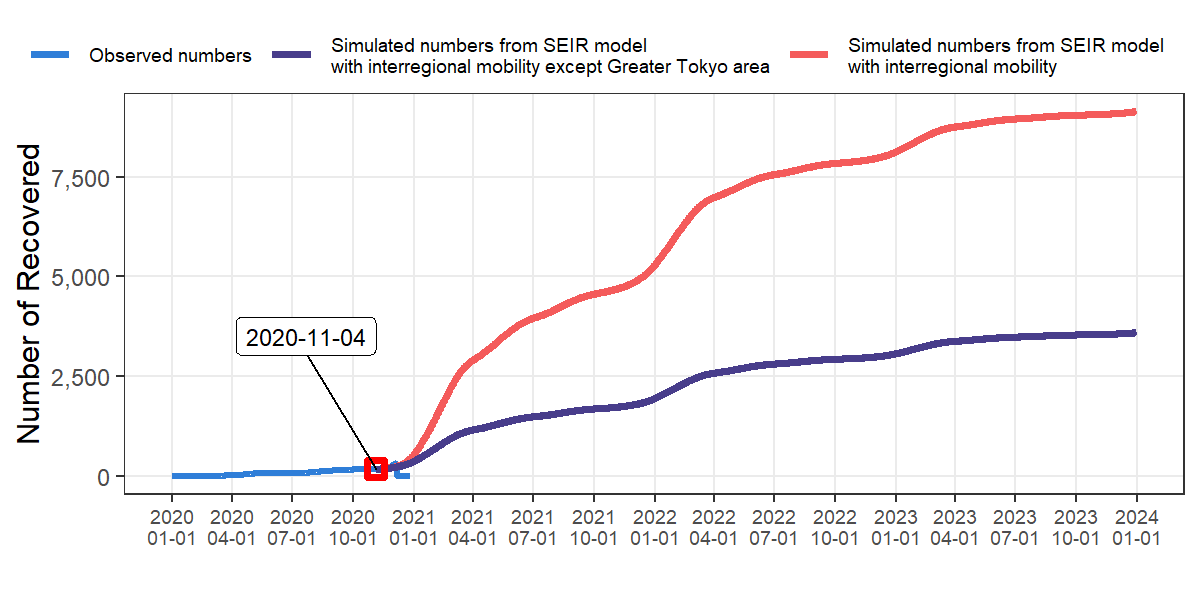 Observed numbers
Simulated numbers from SEIR model
with interregional mobility except Greater Tokyo area
Simulated numbers from SEIR model
with interregional mobility
Number of Recovered
7,500
5,000
2,500
0
2020-11-04
2020 2020 2020 2020 2021 2021 2021 2021 2022 2022 2022 2022 2023 2023 2023 2023 2024
01-01 04-01 07-01 10-01 01-01 04-01 07-01 10-01 01-01 04-01 07-01 10-01 01-01 04-01 07-01 10-01 01-01